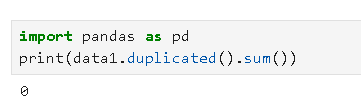 import pandas as pd
print(data1.duplicated().sum())
0